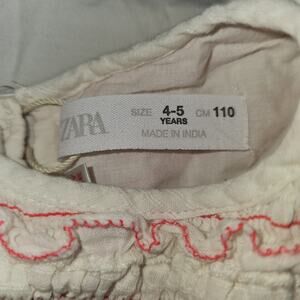 ZARA
SIZE 4-5 YEARS CM 110
MADE IN INDIA